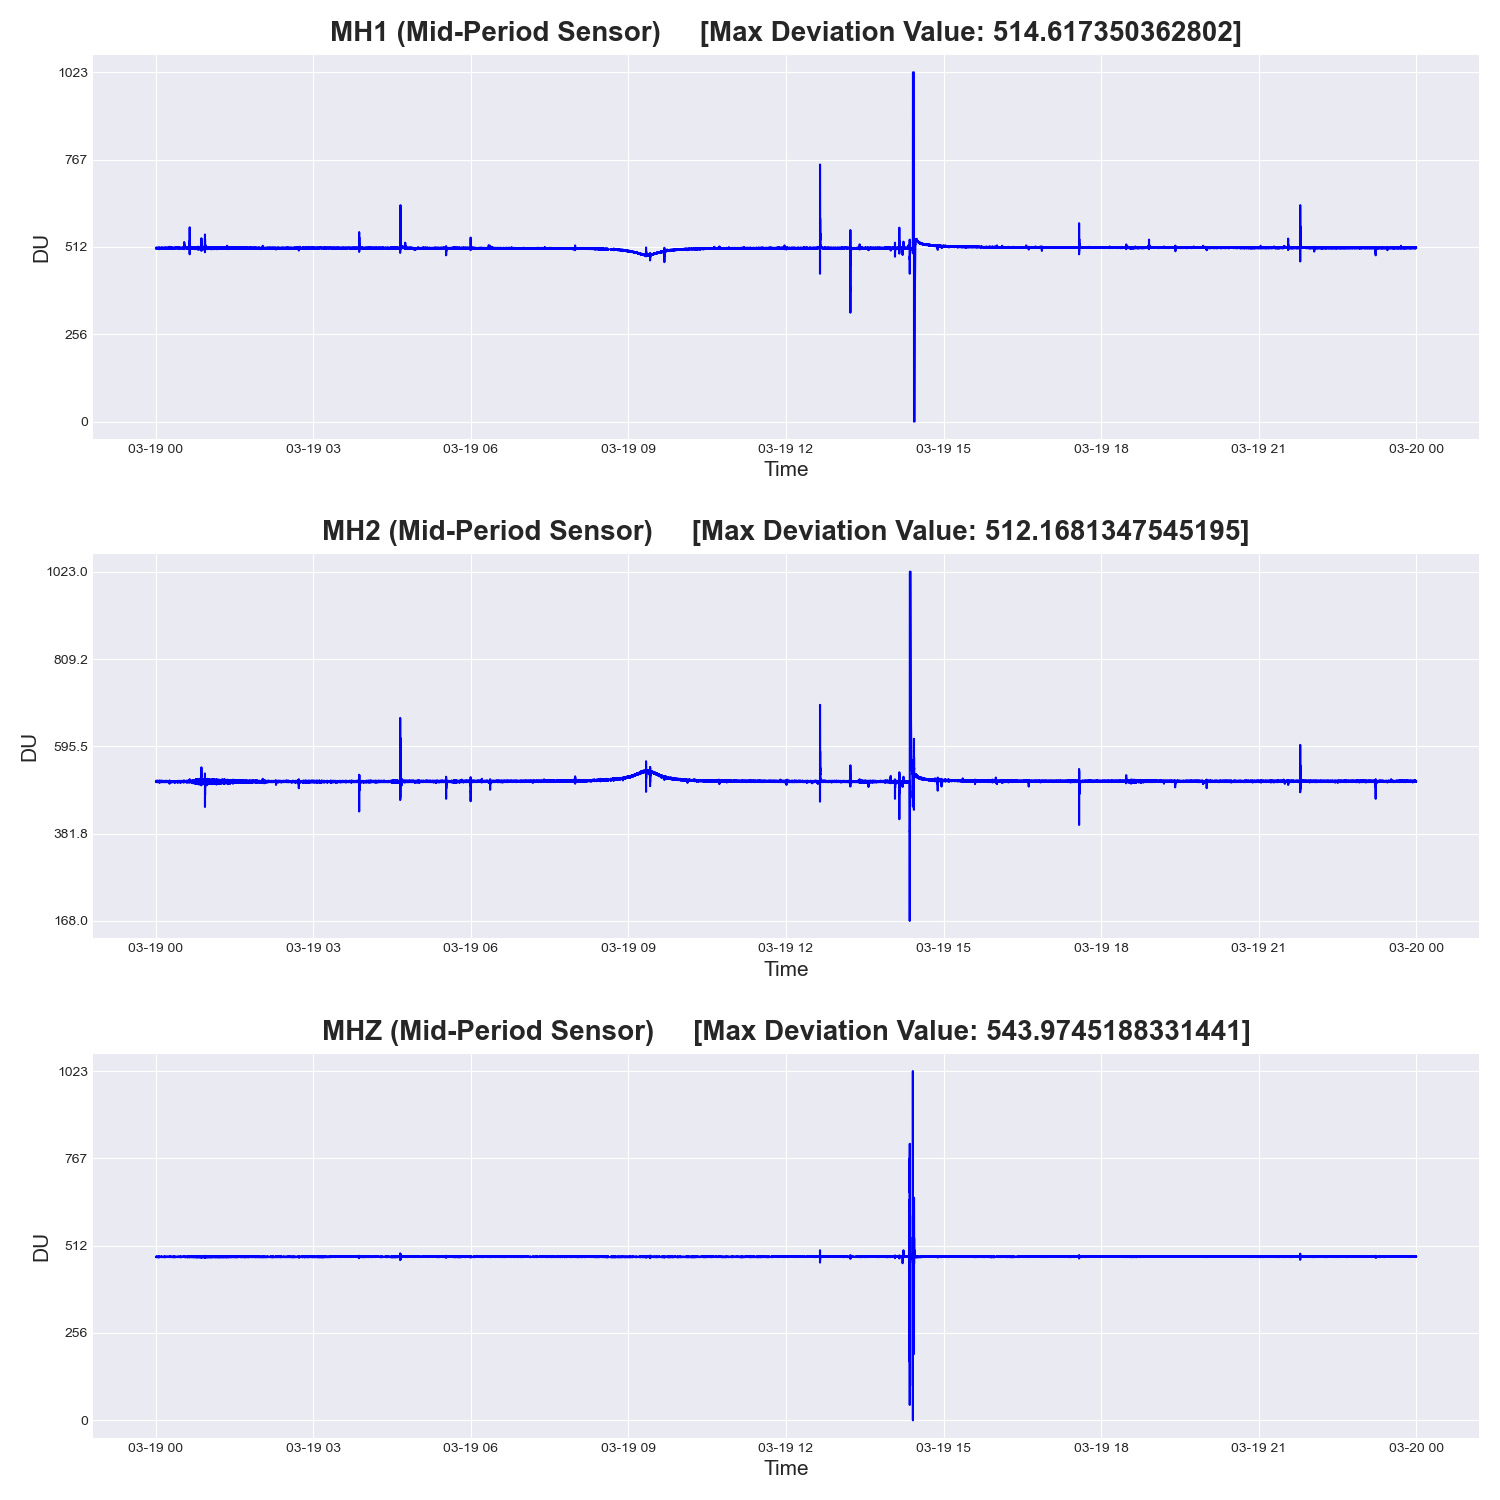 MH1 (Mid-Period Sensor) [Max Deviation Value: 514.617350362802]
1023
767
512
256
0
DU
03-19 00 03-19 03 03-19 06 03-19 09 03-19 12 03-19 15 03-19 18 03-19 21 03-20 00
Time
MH2 (Mid-Period Sensor) [Max Deviation Value: 512.1681347545195]
1023.0
809.2
595.5
381.8
168.0
DU
03-19 00 03-19 03 03-19 06 03-19 09 03-19 12 03-19 15 03-19 18 03-19 21 03-20 00
Time
MHZ (Mid-Period Sensor) [Max Deviation Value: 543.9745188331441]
1023
767
512
256
0
DU
03-19 00 03-19 03 03-19 06 03-19 09 03-19 12 03-19 15 03-19 18 03-19 21 03-20 00
Time